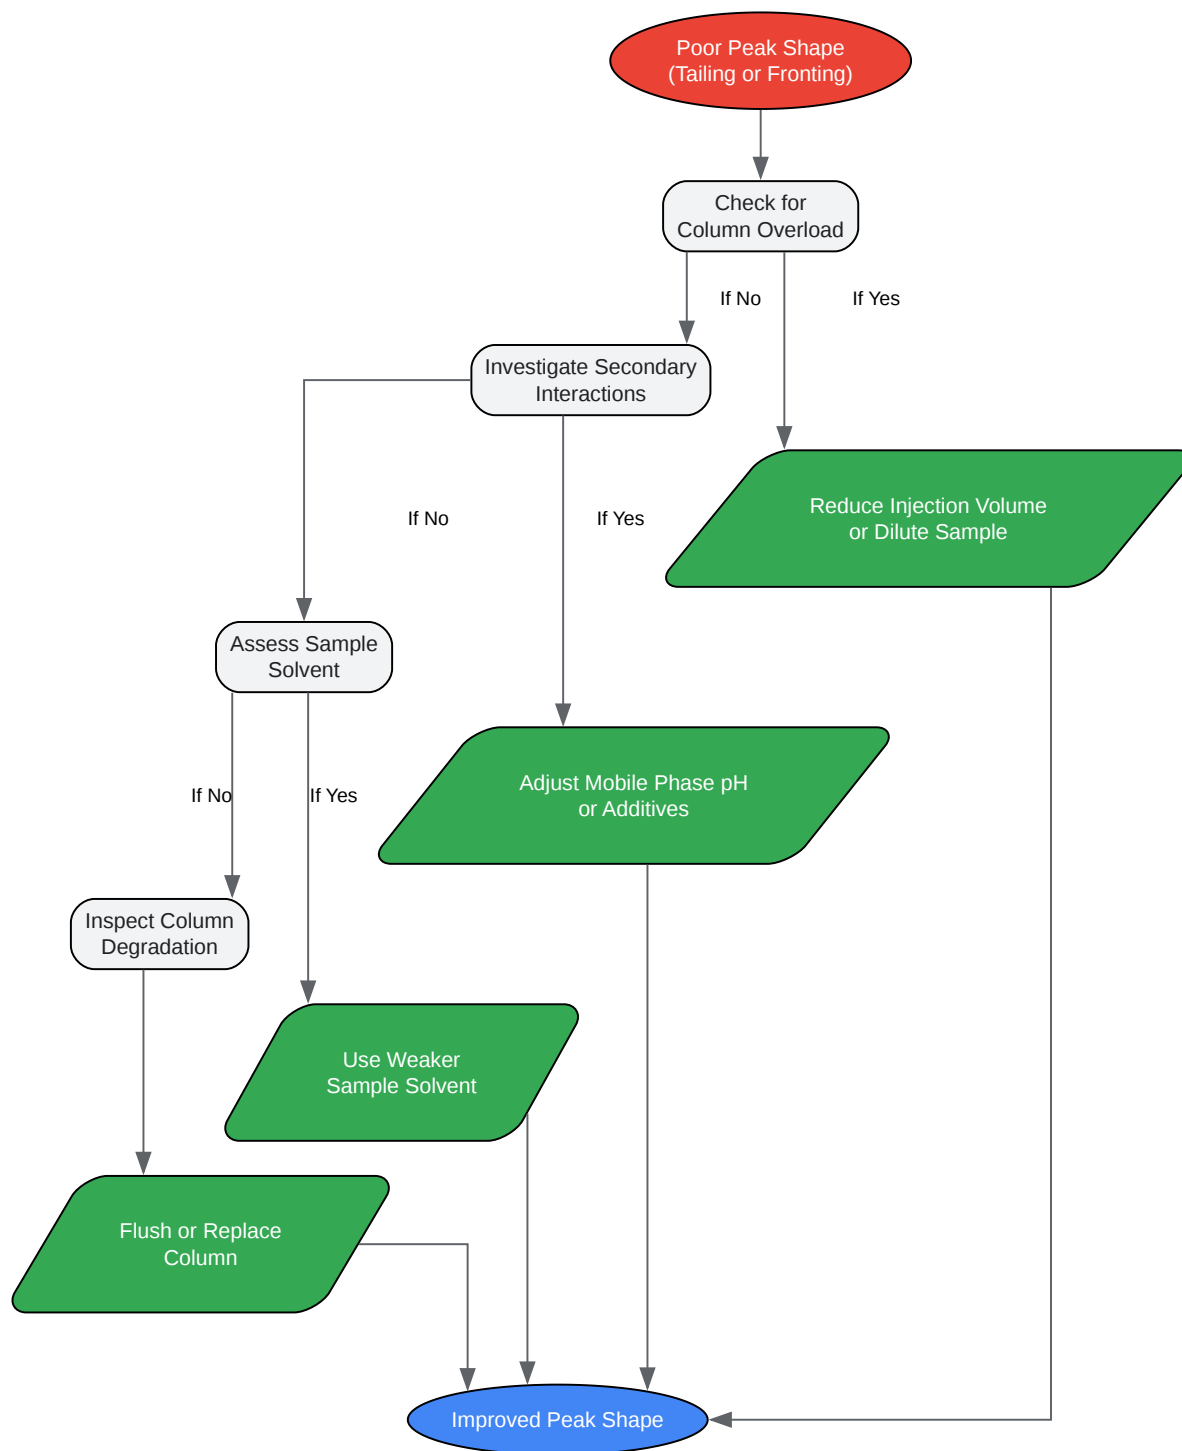 Poor Peak Shape
(Tailing or Fronting)
Check for
Column Overload
If No
If Yes
Investigate Secondary
Interactions
Reduce Injection Volume
or Dilute Sample
If No
If Yes
Assess Sample
Solvent
Adjust Mobile Phase pH
or Additives
If No
If Yes
Inspect Column
Degradation
Use Weaker
Sample Solvent
Flush or Replace
Column
Improved Peak Shape